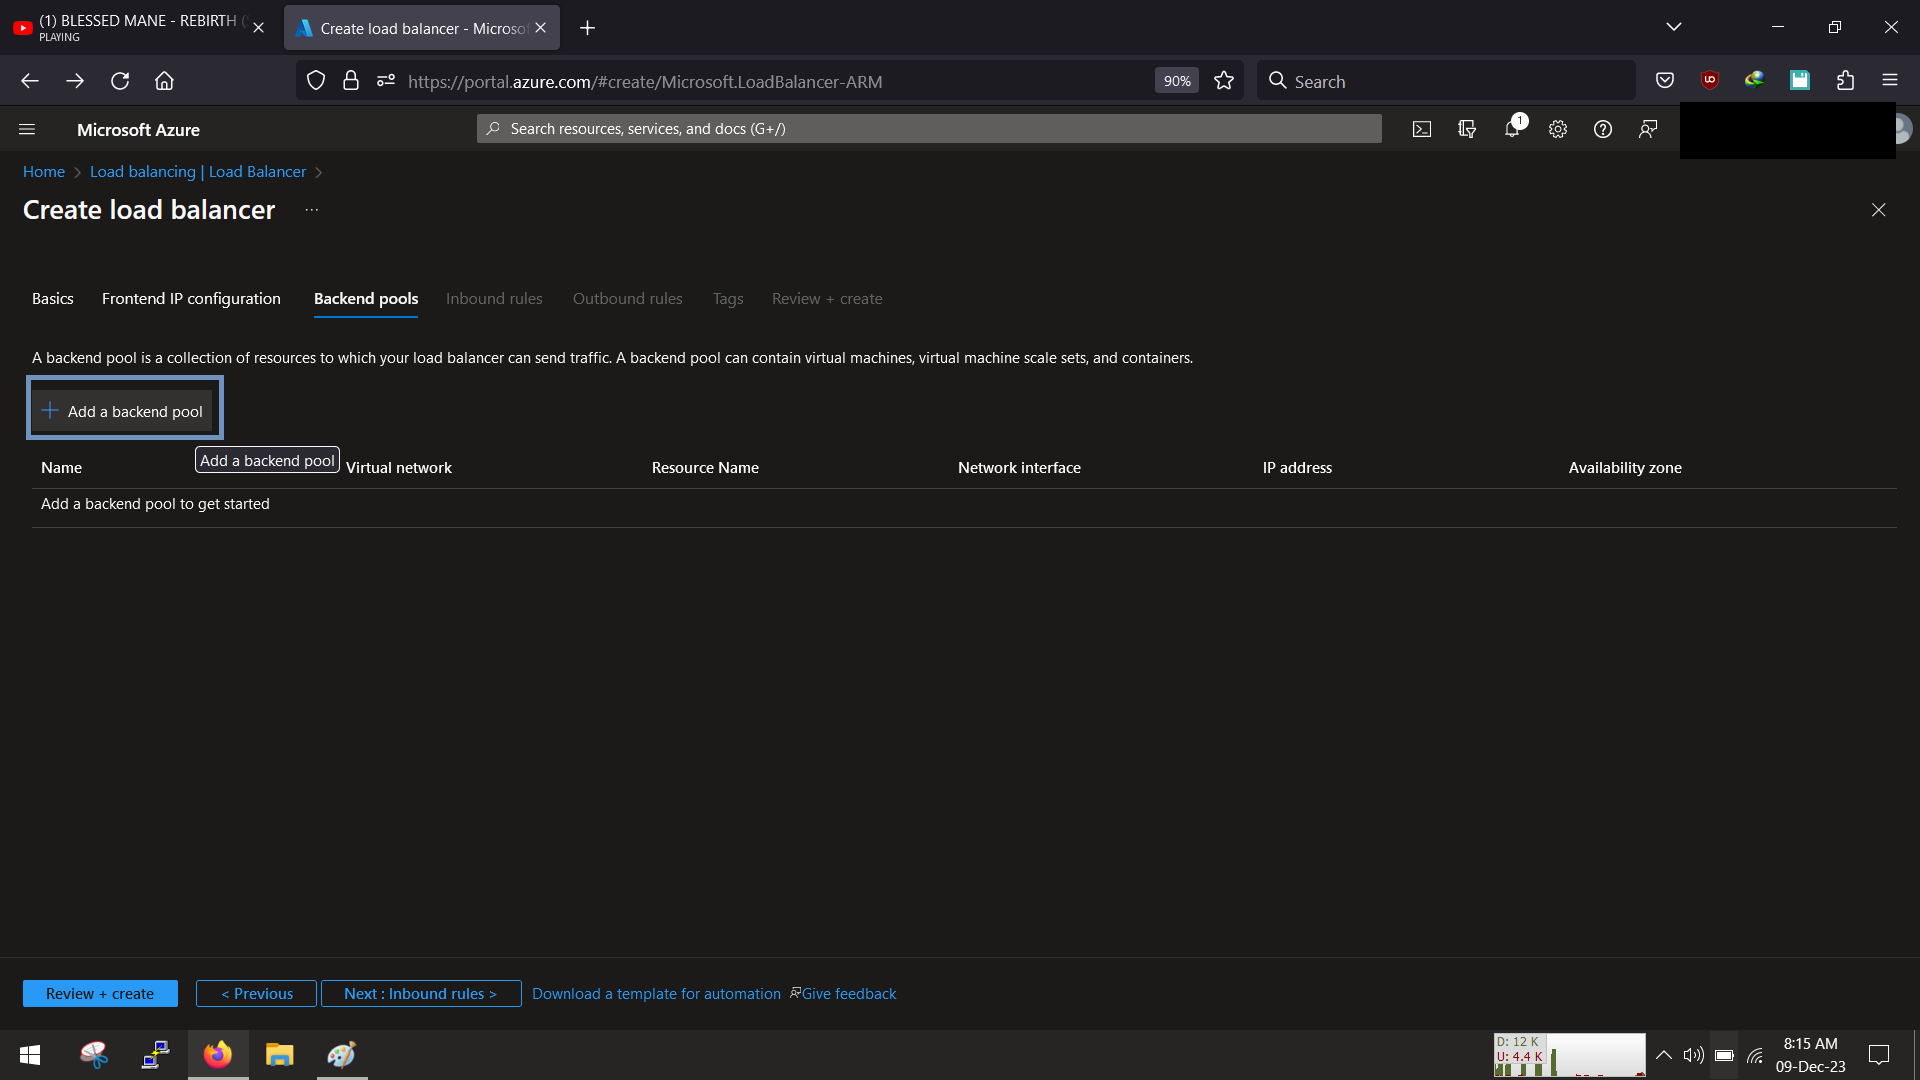 (1) BLESSED MANE - REBIRTH
PLAYING
Create load balancer - Microsof
https://portal.azure.com/#create/Microsoft.LoadBalancer-ARM
90%
Search
Microsoft Azure
Search resources, services, and docs (G+/)
1
Home > Load balancing | Load Balancer >
Create load balancer ...
Basics Frontend IP configuration Backend pools Inbound rules Outbound rules Tags Review + create
A backend pool is a collection of resources to which your load balancer can send traffic. A backend pool can contain virtual machines, virtual machine scale sets, and containers.
+ Add a backend pool
Add a backend pool
Name Virtual network Resource Name Network interface IP address Availability zone
Add a backend pool to get started
Review + create < Previous Next : Inbound rules > Download a template for automation Give feedback
D: 12 K
U: 4.4 K
8:15 AM
09-Dec-23